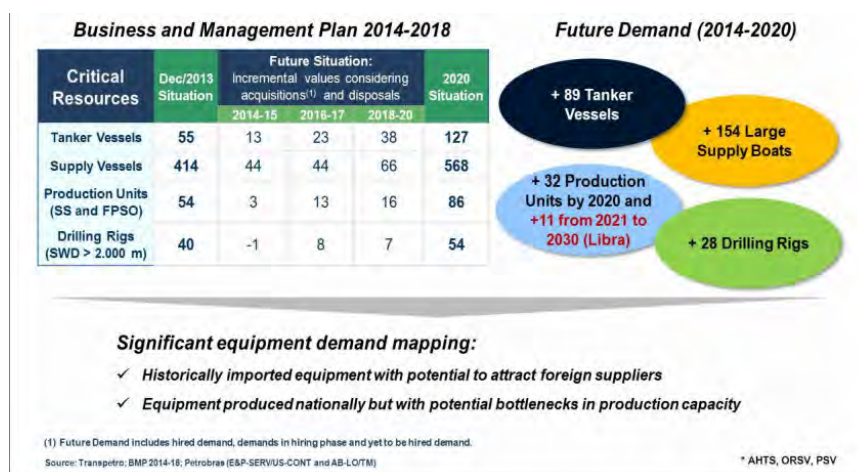 Business and Management Plan 2014-2018
Future Demand (2014-2020)
Critical Resources | Dec/2013 Situation | Future Situation: Incremental values considering acquisitions(1) and disposals | 2020 Situation
2014-15 | 2016-17 | 2018-20
Tanker Vessels | 55 | 13 | 23 | 38 | 127
Supply Vessels | 414 | 44 | 44 | 66 | 568
Production Units (SS and FPSO) | 54 | 3 | 13 | 16 | 86
Drilling Rigs (SWD > 2.000 m) | 40 | -1 | 8 | 7 | 54
+ 89 Tanker
Vessels
+ 154 Large
Supply Boats
+ 32 Production
Units by 2020 and
+11 from 2021 to
2030 (Libra)
+ 28 Drilling Rigs
Significant equipment demand mapping:
✓ Historically imported equipment with potential to attract foreign suppliers
✓ Equipment produced nationally but with potential bottlenecks in production capacity
(1) Future Demand includes hired demand, demands in hiring phase and yet to be hired demand.
Source: Transpetro; BMP 2014-18; Petrobras (E&P-SERV/US-CONT and AB-LO/TM)
* AHTS, ORSV, PSV